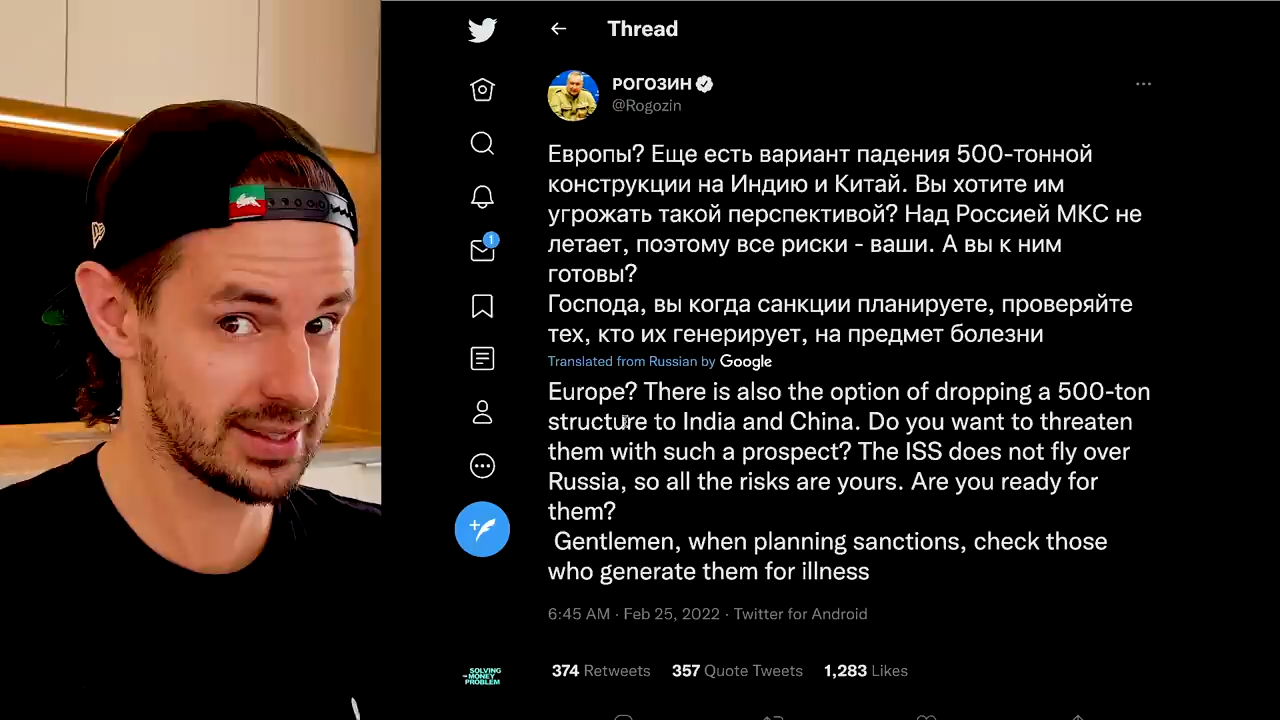 Thread
РОГОЗИН
@Rogozin
Европы? Еще есть вариант падения 500-тонной
конструкции на Индию и Китай. Вы хотите им
угрожать такой перспективой? Над Россией МКС не
летает, поэтому все риски - ваши. А вы к ним
готовы?
Господа, вы когда санкции планируете, проверяйте
тех, кто их генерирует, на предмет болезни
Translated from Russian by Google
Europe? There is also the option of dropping a 500-ton
structure to India and China. Do you want to threaten
them with such a prospect? The ISS does not fly over
Russia, so all the risks are yours. Are you ready for
them?
Gentlemen, when planning sanctions, check those
who generate them for illness
6:45 AM · Feb 25, 2022 · Twitter for Android
374 Retweets 357 Quote Tweets 1,283 Likes
1
SOLVING
THE MONEY
PROBLEM